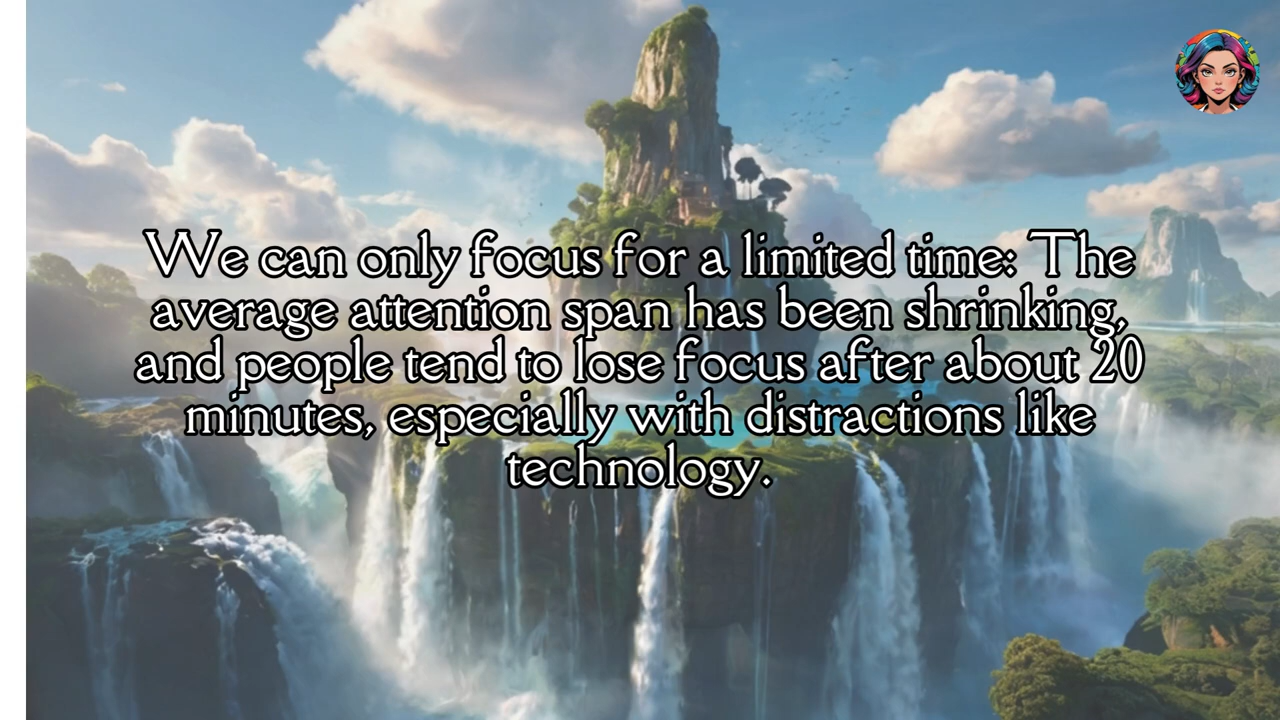 We can only focus for a limited time: The
average attention span has been shrinking,
and people tend to lose focus after about 20
minutes, especially with distractions like
technology.